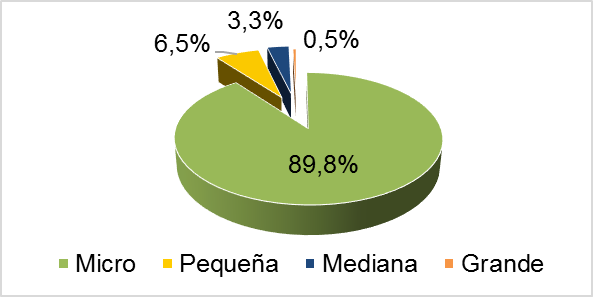 3,3%
0,5%
6,5%
89,8%
Micro Pequeña Mediana Grande